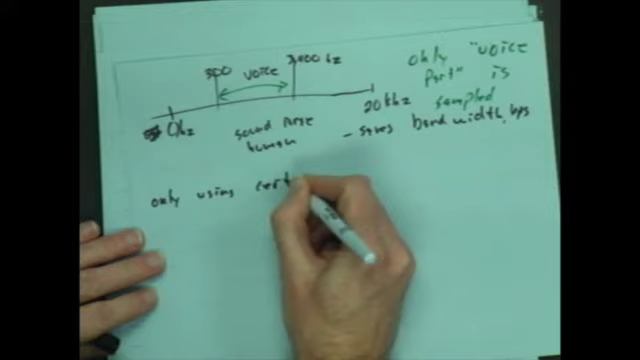 300 voice 3400 hz
0hz 20 khz
sound range
human
only "voice
part" is
sampled
- saves bandwidth, bps
only using cert